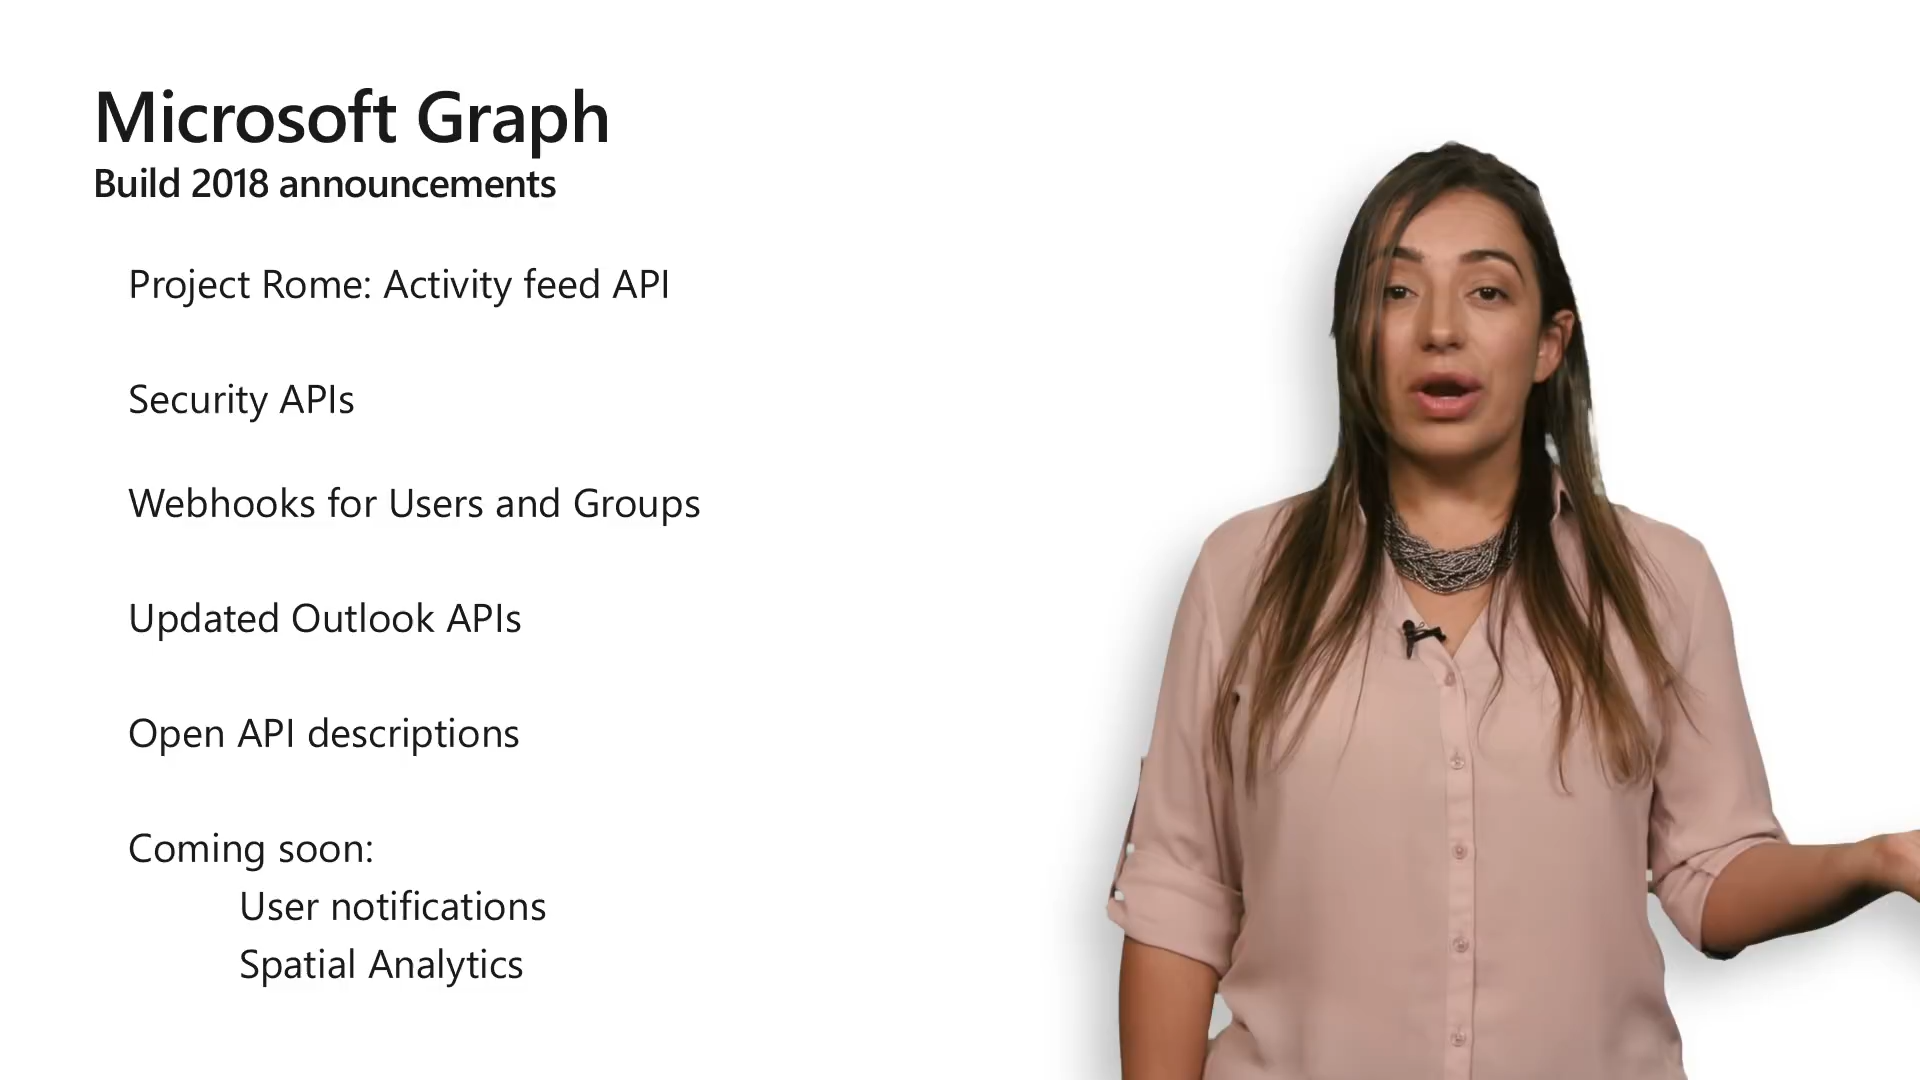 Microsoft Graph
Build 2018 announcements
Project Rome: Activity feed API
Security APIs
Webhooks for Users and Groups
Updated Outlook APIs
Open API descriptions
Coming soon:
User notifications
Spatial Analytics